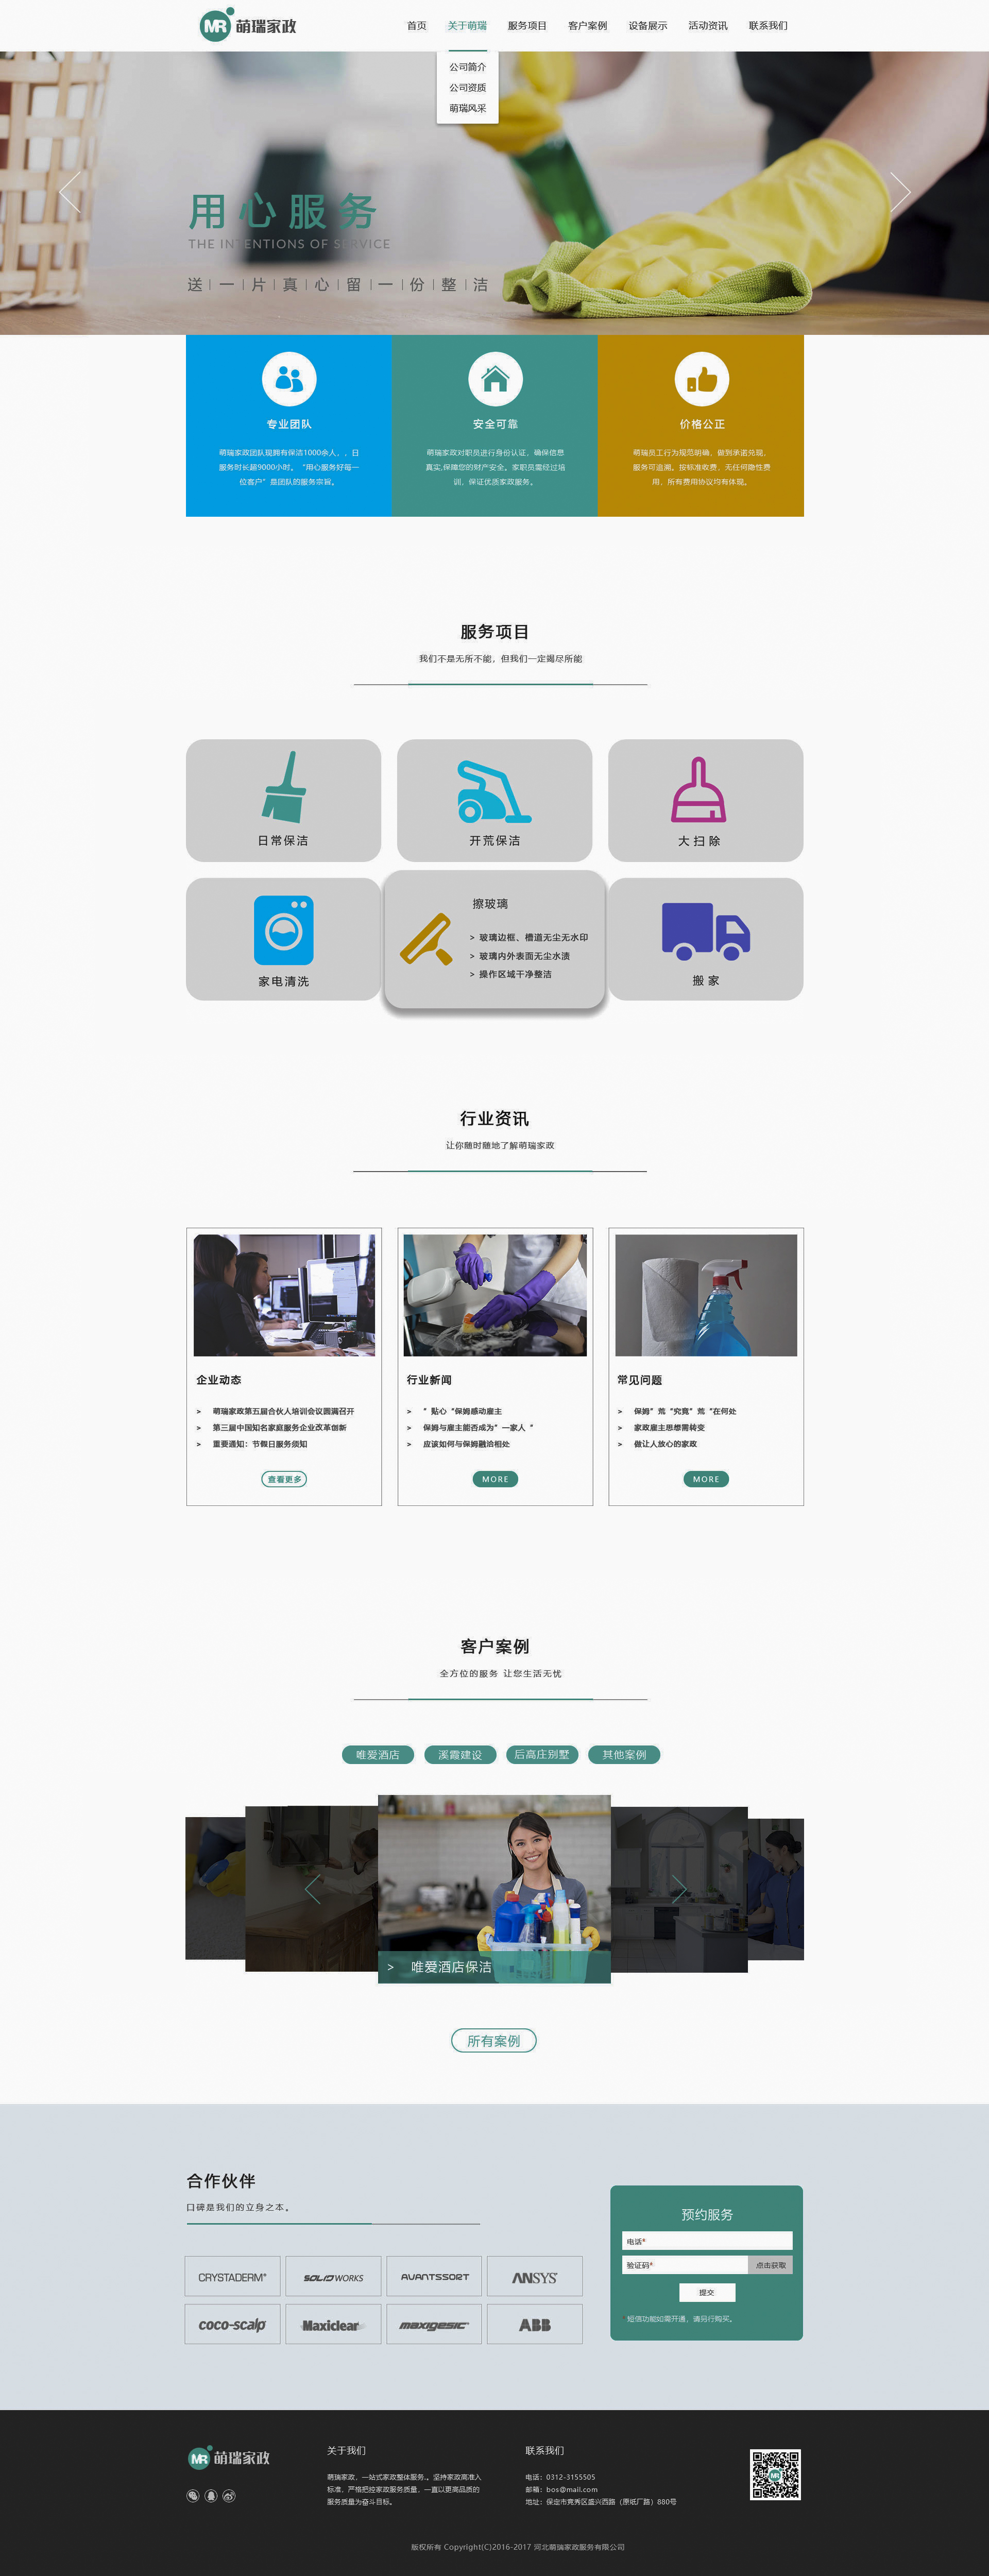 MR 萌瑞家政
首页 关于萌瑞 服务项目 客户案例 设备展示 活动资讯 联系我们
公司简介
公司资质
萌瑞风采
用心服务
THE INTENTIONS OF SERVICE
送|一|片|真|心|留|一|份|整|洁
专业团队
萌瑞家政团队现拥有保洁1000余人，，日
服务时长超9000小时。“用心服务好每一
位客户”是团队的服务宗旨。
安全可靠
萌瑞家政对职员进行身份认证，确保信息
真实,保障您的财产安全。家职员需经过培
训，保证优质家政服务。
价格公正
萌瑞员工行为规范明确，做到承诺兑现，
服务可追溯。按标准收费，无任何隐性费
用，所有费用协议均有体现。
服务项目
我们不是无所不能，但我们一定竭尽所能
日常保洁
开荒保洁
大扫除
家电清洗
擦玻璃
> 玻璃边框、槽道无尘无水印
> 玻璃内外表面无尘水渍
> 操作区域干净整洁
搬家
行业资讯
让你随时随地了解萌瑞家政
企业动态
> 萌瑞家政第五届合伙人培训会议圆满召开
> 第三届中国知名家庭服务企业改革创新
> 重要通知：节假日服务须知
查看更多
行业新闻
> ”贴心“保姆感动雇主
> 保姆与雇主能否成为”一家人“
> 应该如何与保姆融洽相处
MORE
常见问题
> 保姆”荒“究竟”荒“在何处
> 家政雇主思想需转变
> 做让人放心的家政
MORE
客户案例
全方位的服务 让您生活无忧
唯爱酒店 溪霞建设 后高庄别墅 其他案例
> 唯爱酒店保洁
所有案例
合作伙伴
口碑是我们的立身之本。
CRYSTADERM
SOLIDWORKS
AVANTSSORT
ANSYS
coco-scalp
Maxiclear
maxigesic
ABB
预约服务
电话*
验证码* 点击获取
提交
*短信功能如需开通，请另行购买。
MR 萌瑞家政
关于我们
萌瑞家政，一站式家政整体服务.。坚持家政高准入
标准，严格把控家政服务质量，一直以更高品质的
服务质量为奋斗目标。
联系我们
电话：0312-3155505
邮箱：bos@mail.com
地址：保定市竞秀区盛兴西路（原纸厂路）880号
MR
版权所有 Copyright(C)2016-2017 河北萌瑞家政服务有限公司